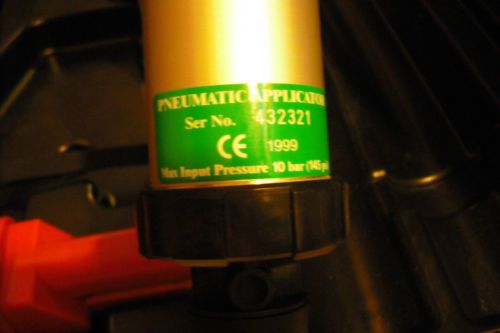 PNEUMATIC APPLICATOR
Ser No. 432321
CE 1999
Max Input Pressure 10 bar (145 psi